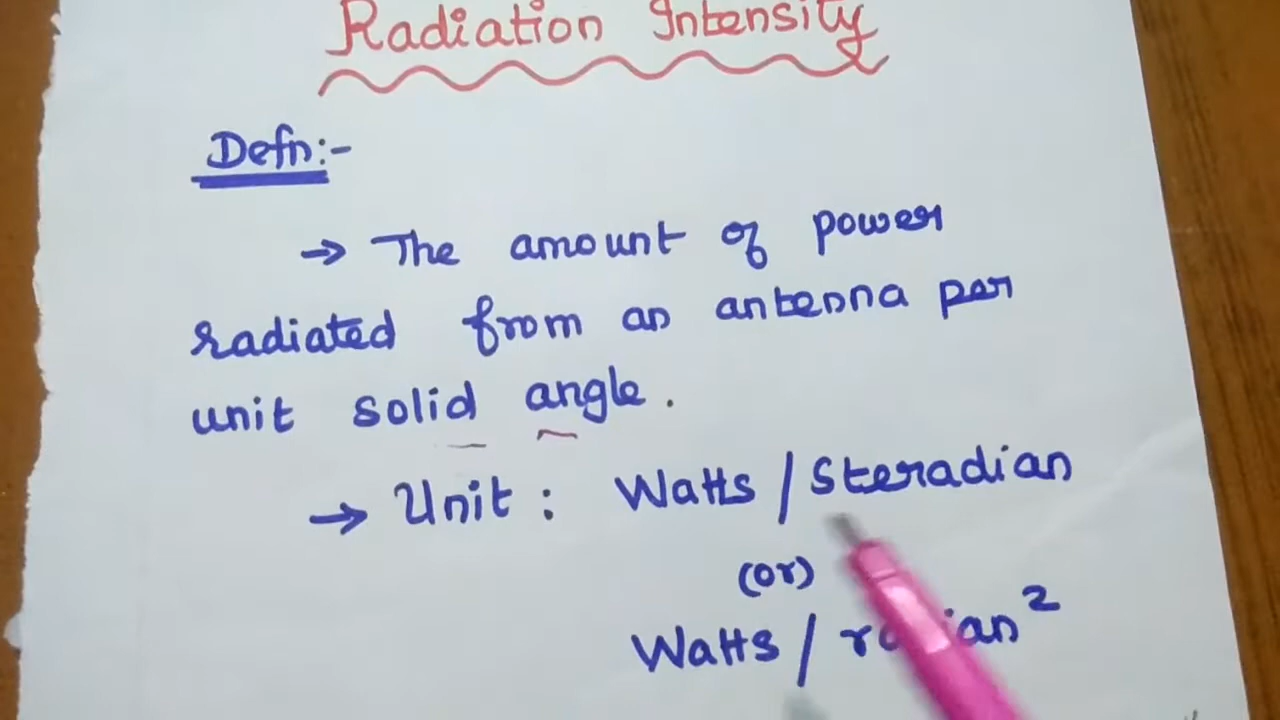 Radiation Intensity
Defn:-
→ The amount of power
radiated from an antenna per
unit solid angle.
→ Unit: Watts / Steradian
(or)
Watts / radian²